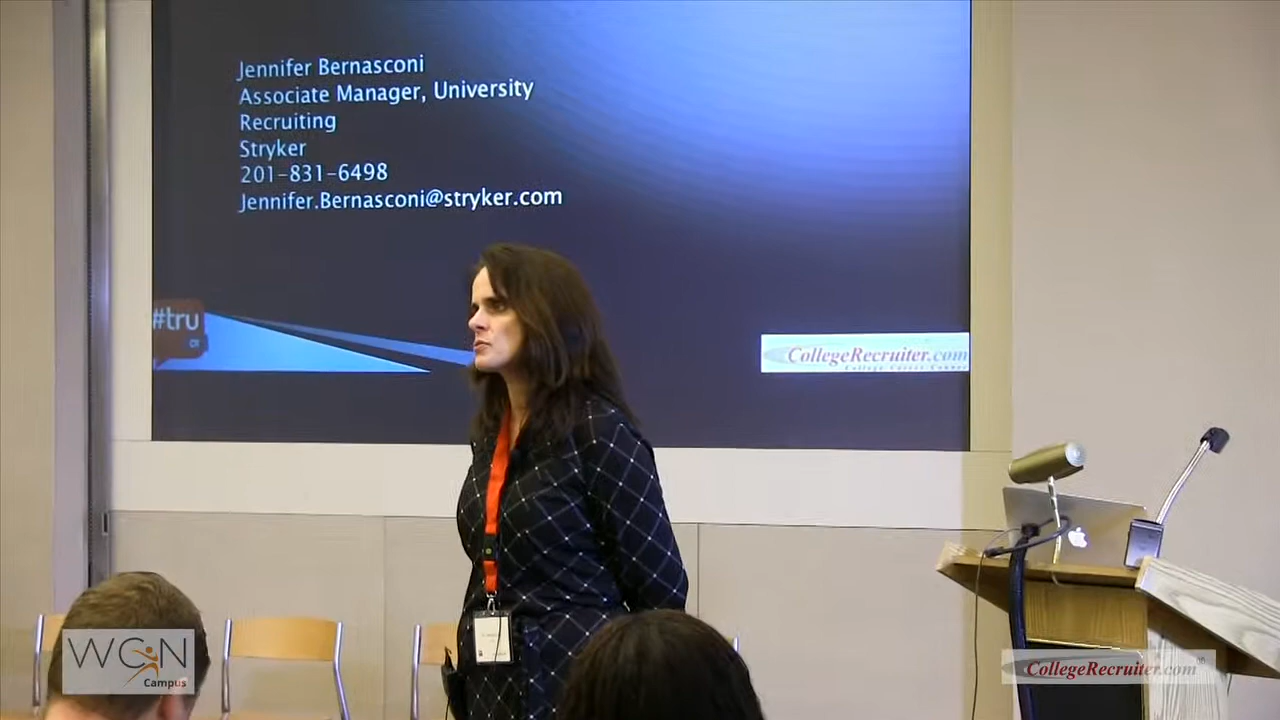 Jennifer Bernasconi
Associate Manager, University
Recruiting
Stryker
201-831-6498
Jennifer.Bernasconi@stryker.com
#tru
CollegeRecruiter.com
WCN
Campus
CollegeRecruiter.com